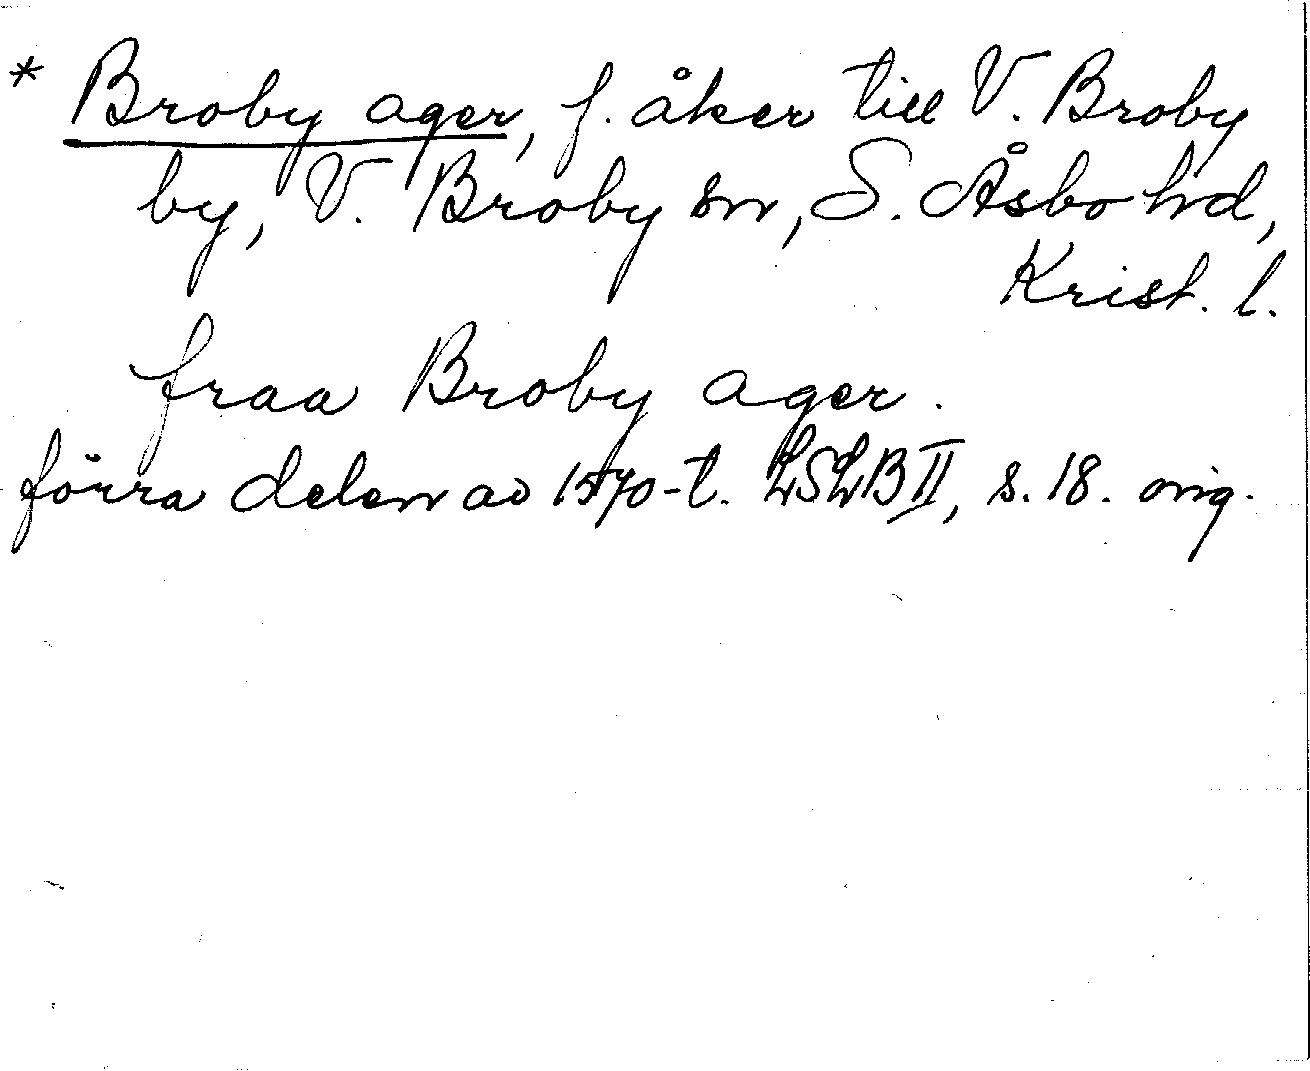 * Broby ager, f. åker till V. Broby
by, V. Broby sn, S. Åsbo hd,
Krist. l.
fraa Broby ager.
förra delen av 1570-t. LSLB II, s. 18. orig.